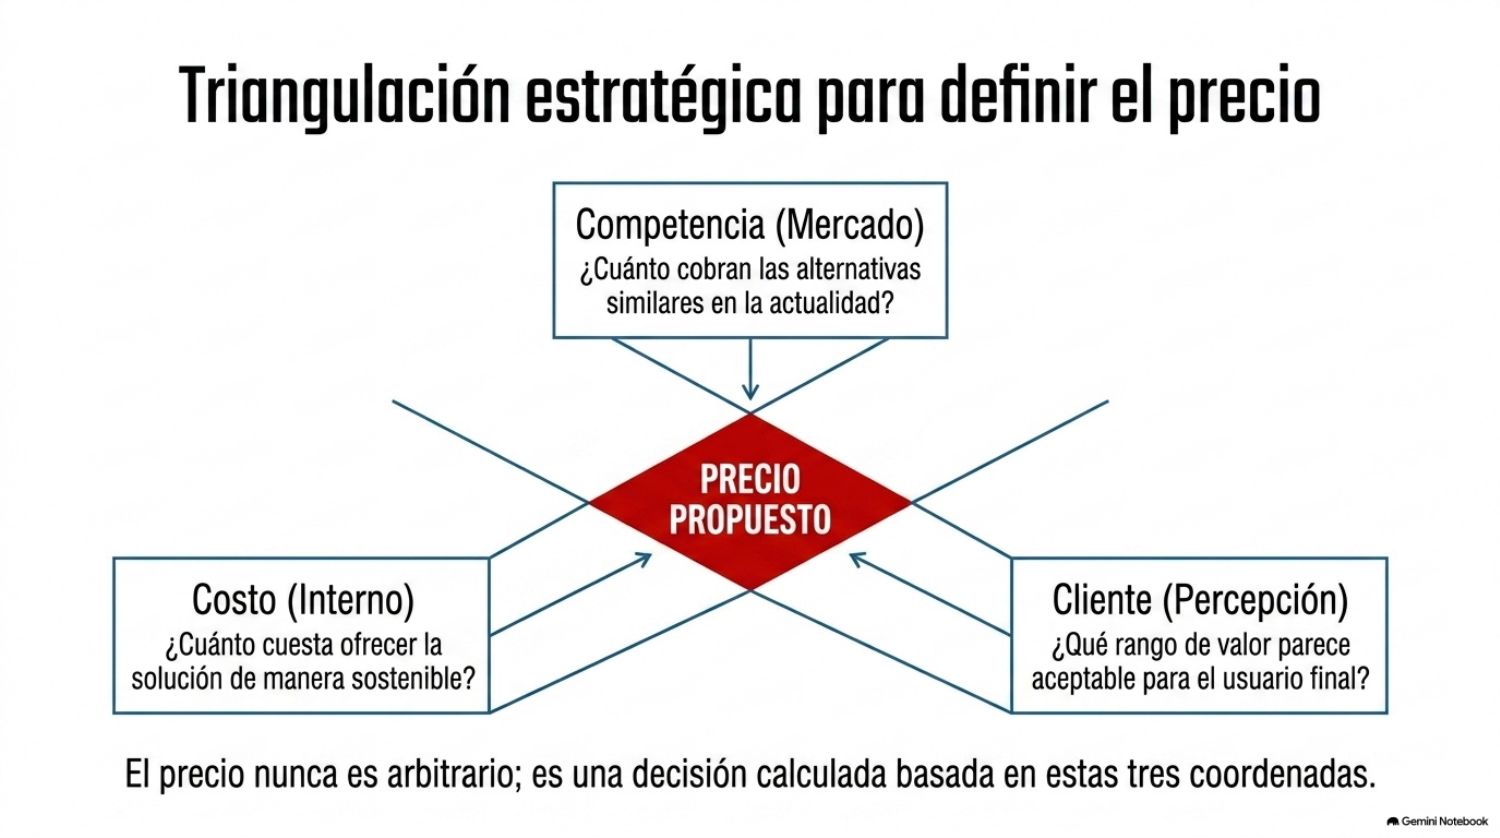 Triangulación estratégica para definir el precio
Competencia (Mercado)
¿Cuánto cobran las alternativas
similares en la actualidad?
PRECIO
PROPUESTO
Costo (Interno)
¿Cuánto cuesta ofrecer la
solución de manera sostenible?
Cliente (Percepción)
¿Qué rango de valor parece
aceptable para el usuario final?
El precio nunca es arbitrario; es una decisión calculada basada en estas tres coordenadas.
Gemini Notebook